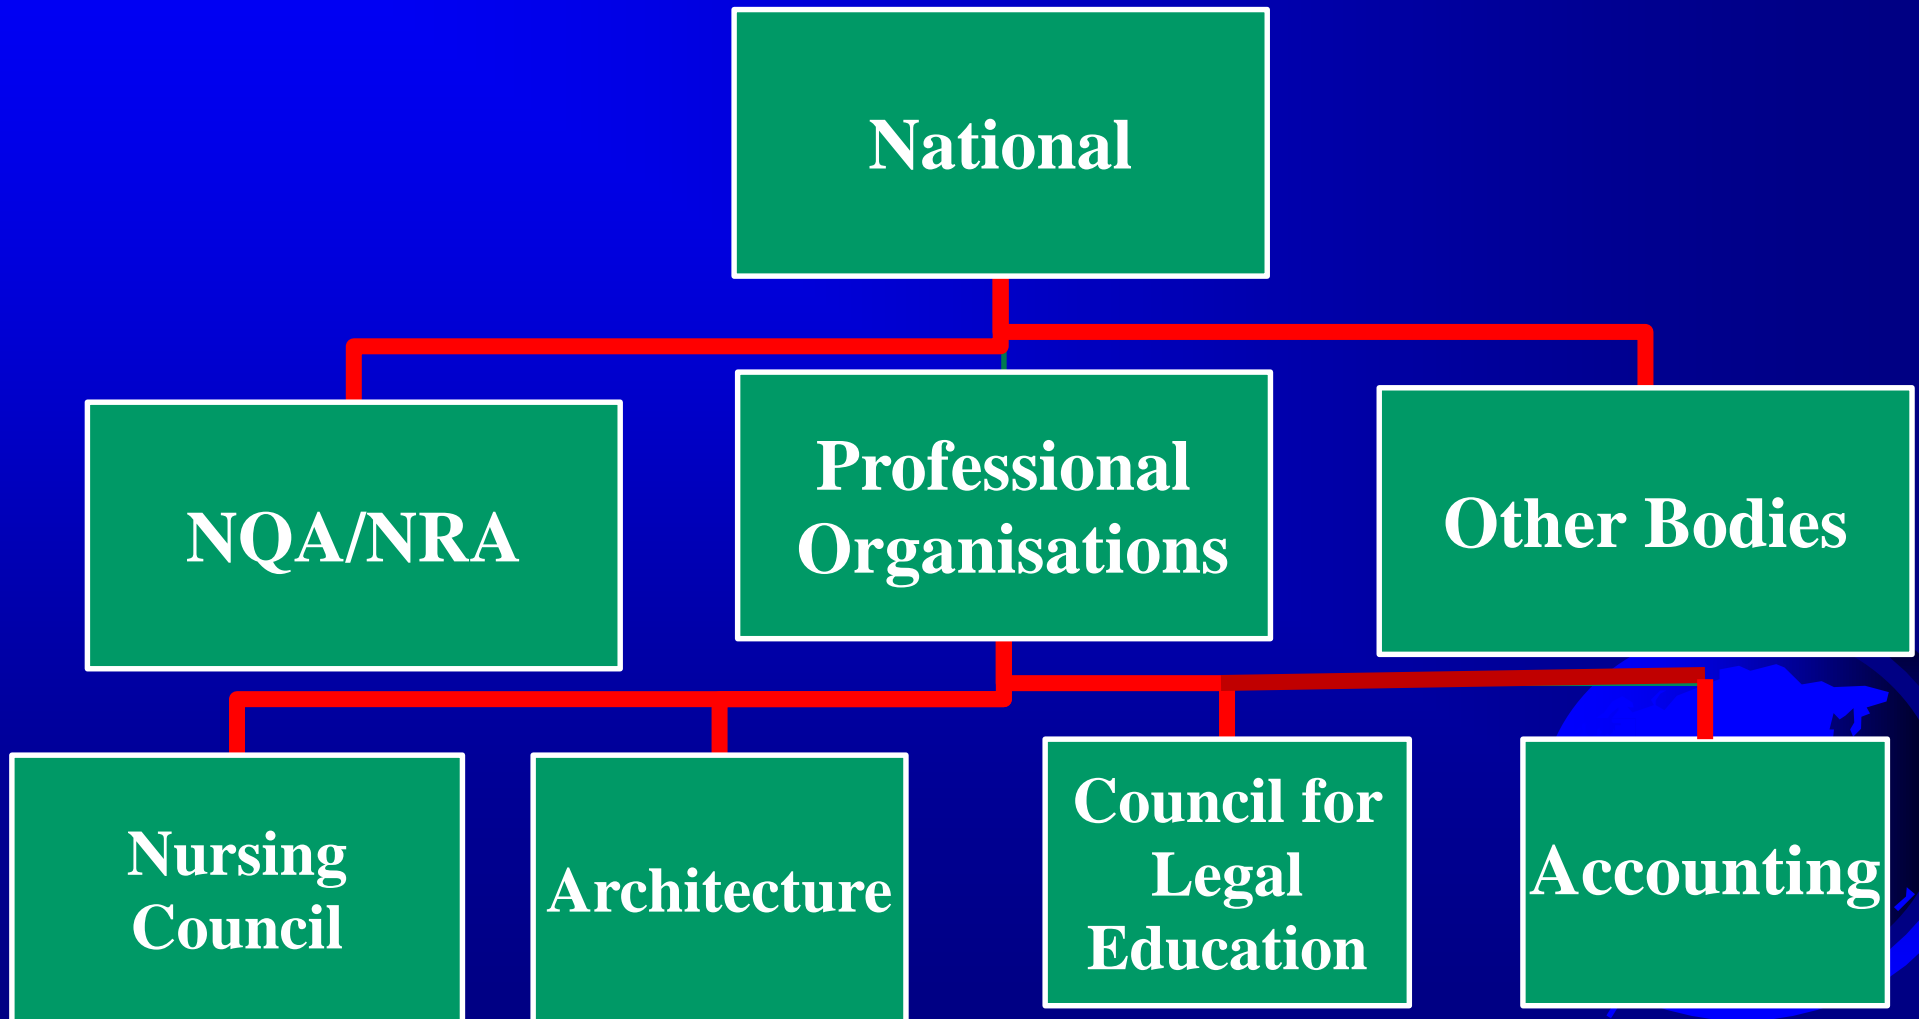 National
NQA/NRA
Professional
Organisations
Other Bodies
Nursing
Council
Architecture
Council for
Legal
Education
Accounting